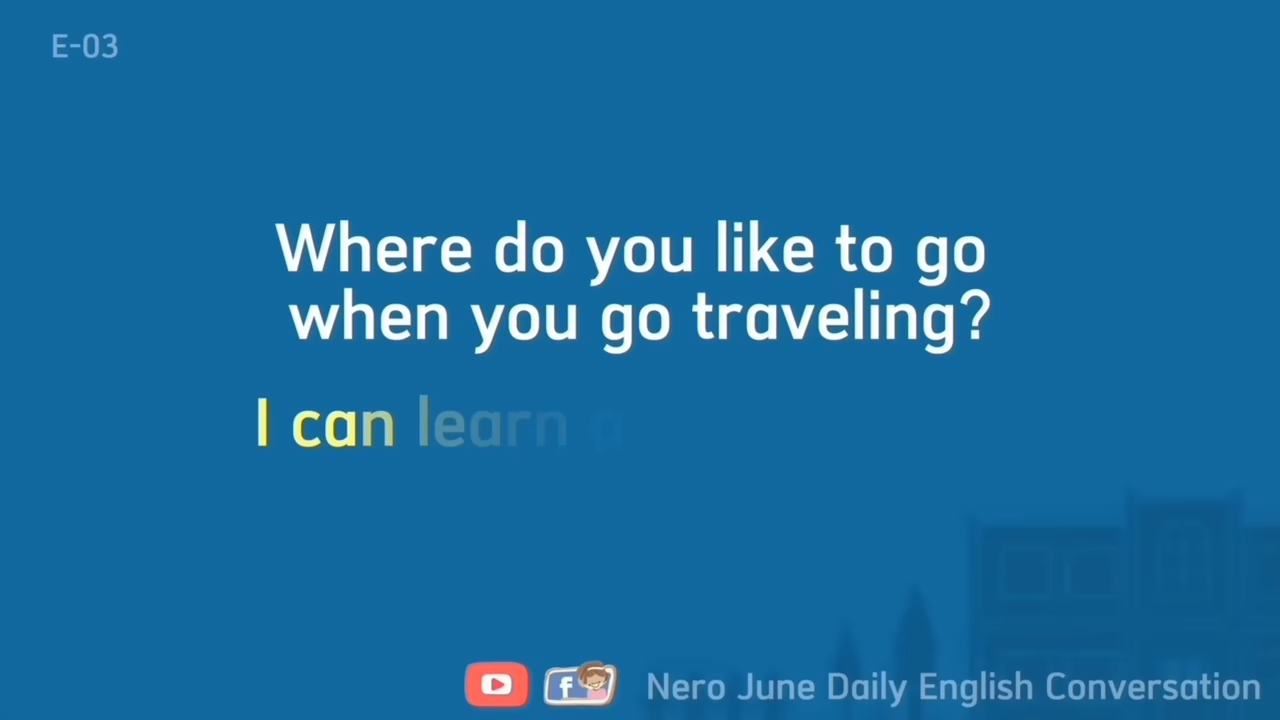 E-03
Where do you like to go
when you go traveling?
I can learn a
Nero June Daily English Conversation